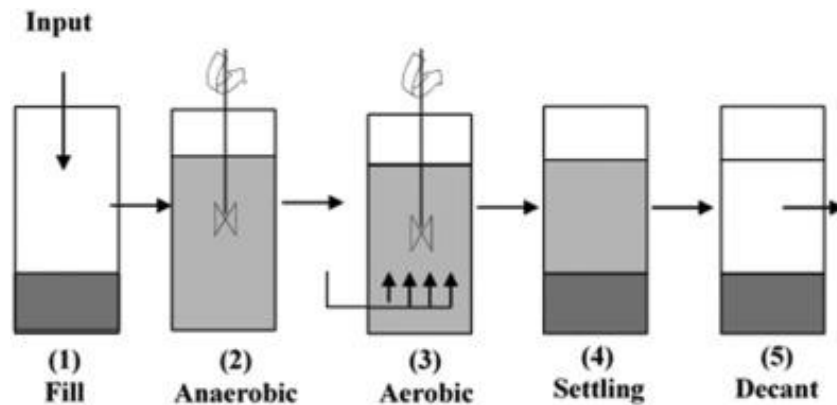 Input
(1)
Fill
(2)
Anaerobic
(3)
Aerobic
(4)
Settling
(5)
Decant